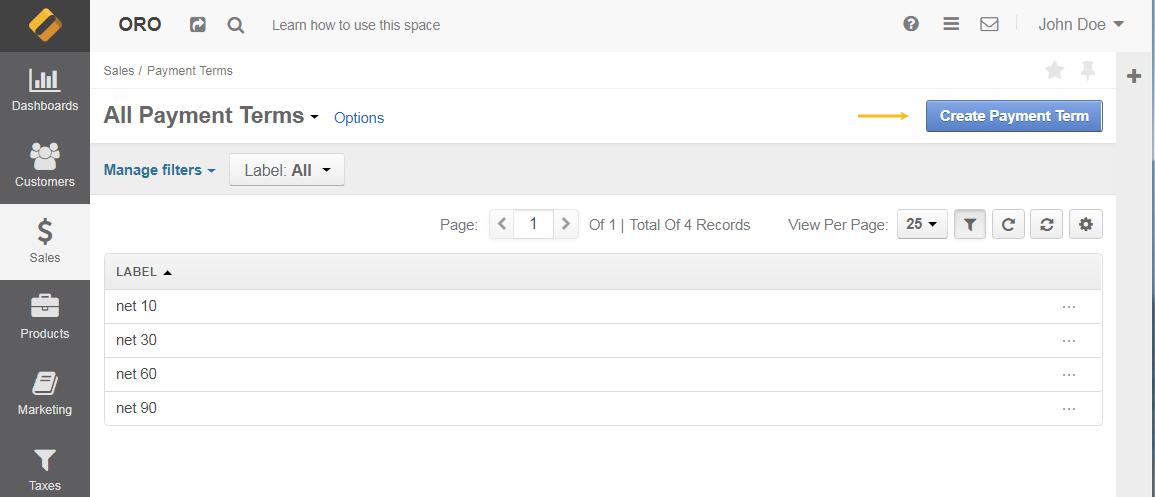 ORO Learn how to use this space John Doe
Dashboards
Customers
Sales
Products
Marketing
Taxes
Sales / Payment Terms
All Payment Terms Options Create Payment Term
Manage filters Label: All
Page: 1 Of 1 | Total Of 4 Records View Per Page: 25
LABEL
net 10 ...
net 30 ...
net 60 ...
net 90 ...